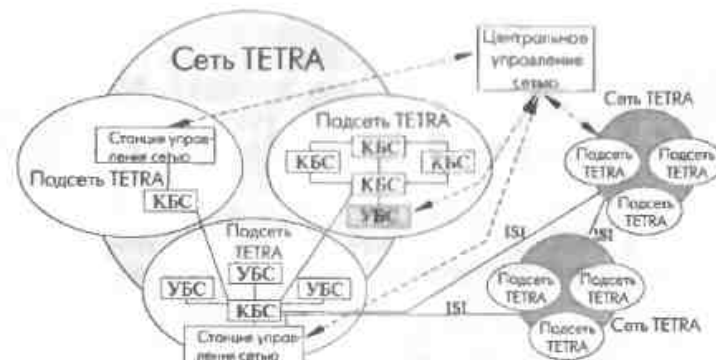 Сеть TETRA
Центральное
управление
сетью
Станция управ-
ления сетью
Подсеть TETRA
КБС
Подсеть TETRA
КБС
КБС
КБС
КБС
УБС
Подсеть
TETRA
УБС
УБС
УБС
КБС
Станция управ-
ления сетью
Сеть TETRA
Подсеть
TETRA
Подсеть
TETRA
Подсеть
TETRA
ISI
ISI
ISI
Подсеть
TETRA
Подсеть
TETRA
Подсеть
TETRA
Сеть TETRA